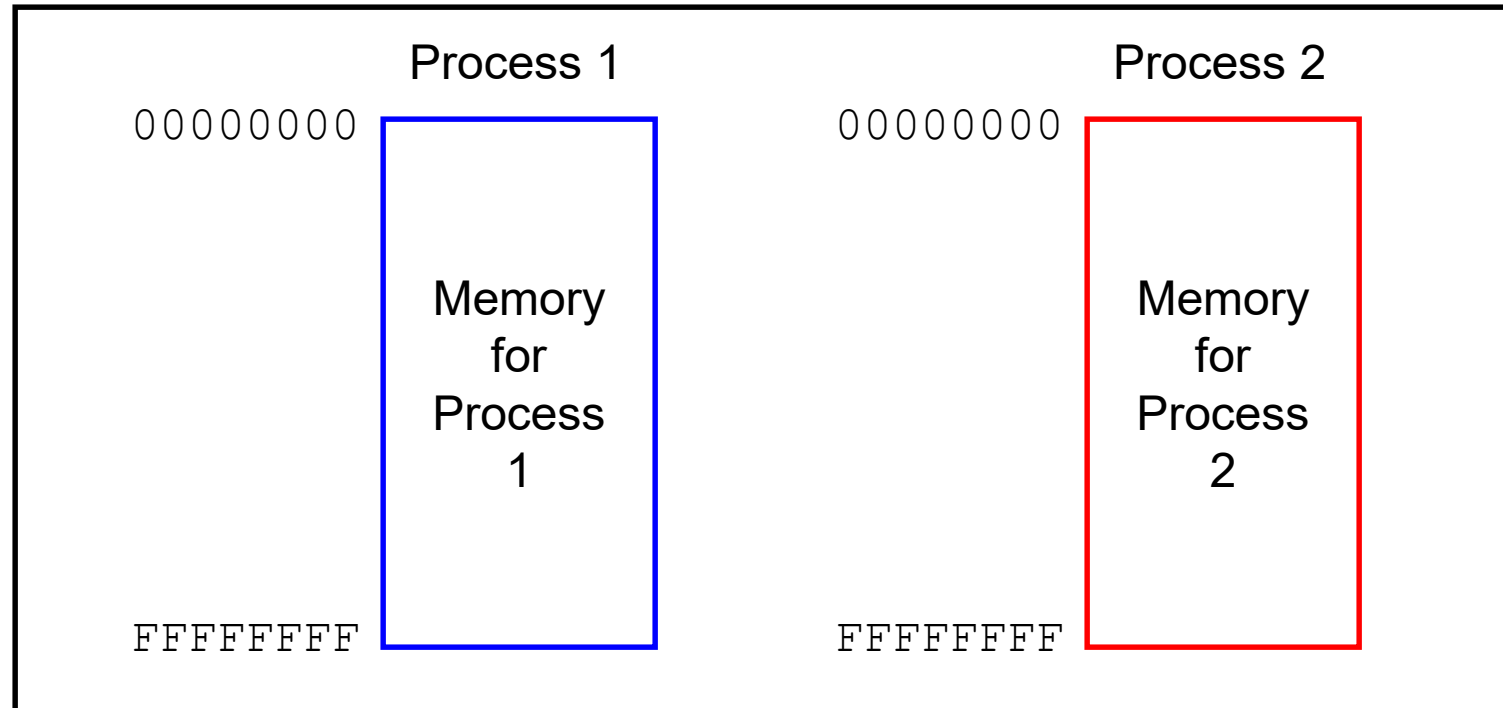 Process 1
00000000
Memory
for
Process
1
FFFFFFFF
Process 2
00000000
Memory
for
Process
2
FFFFFFFF